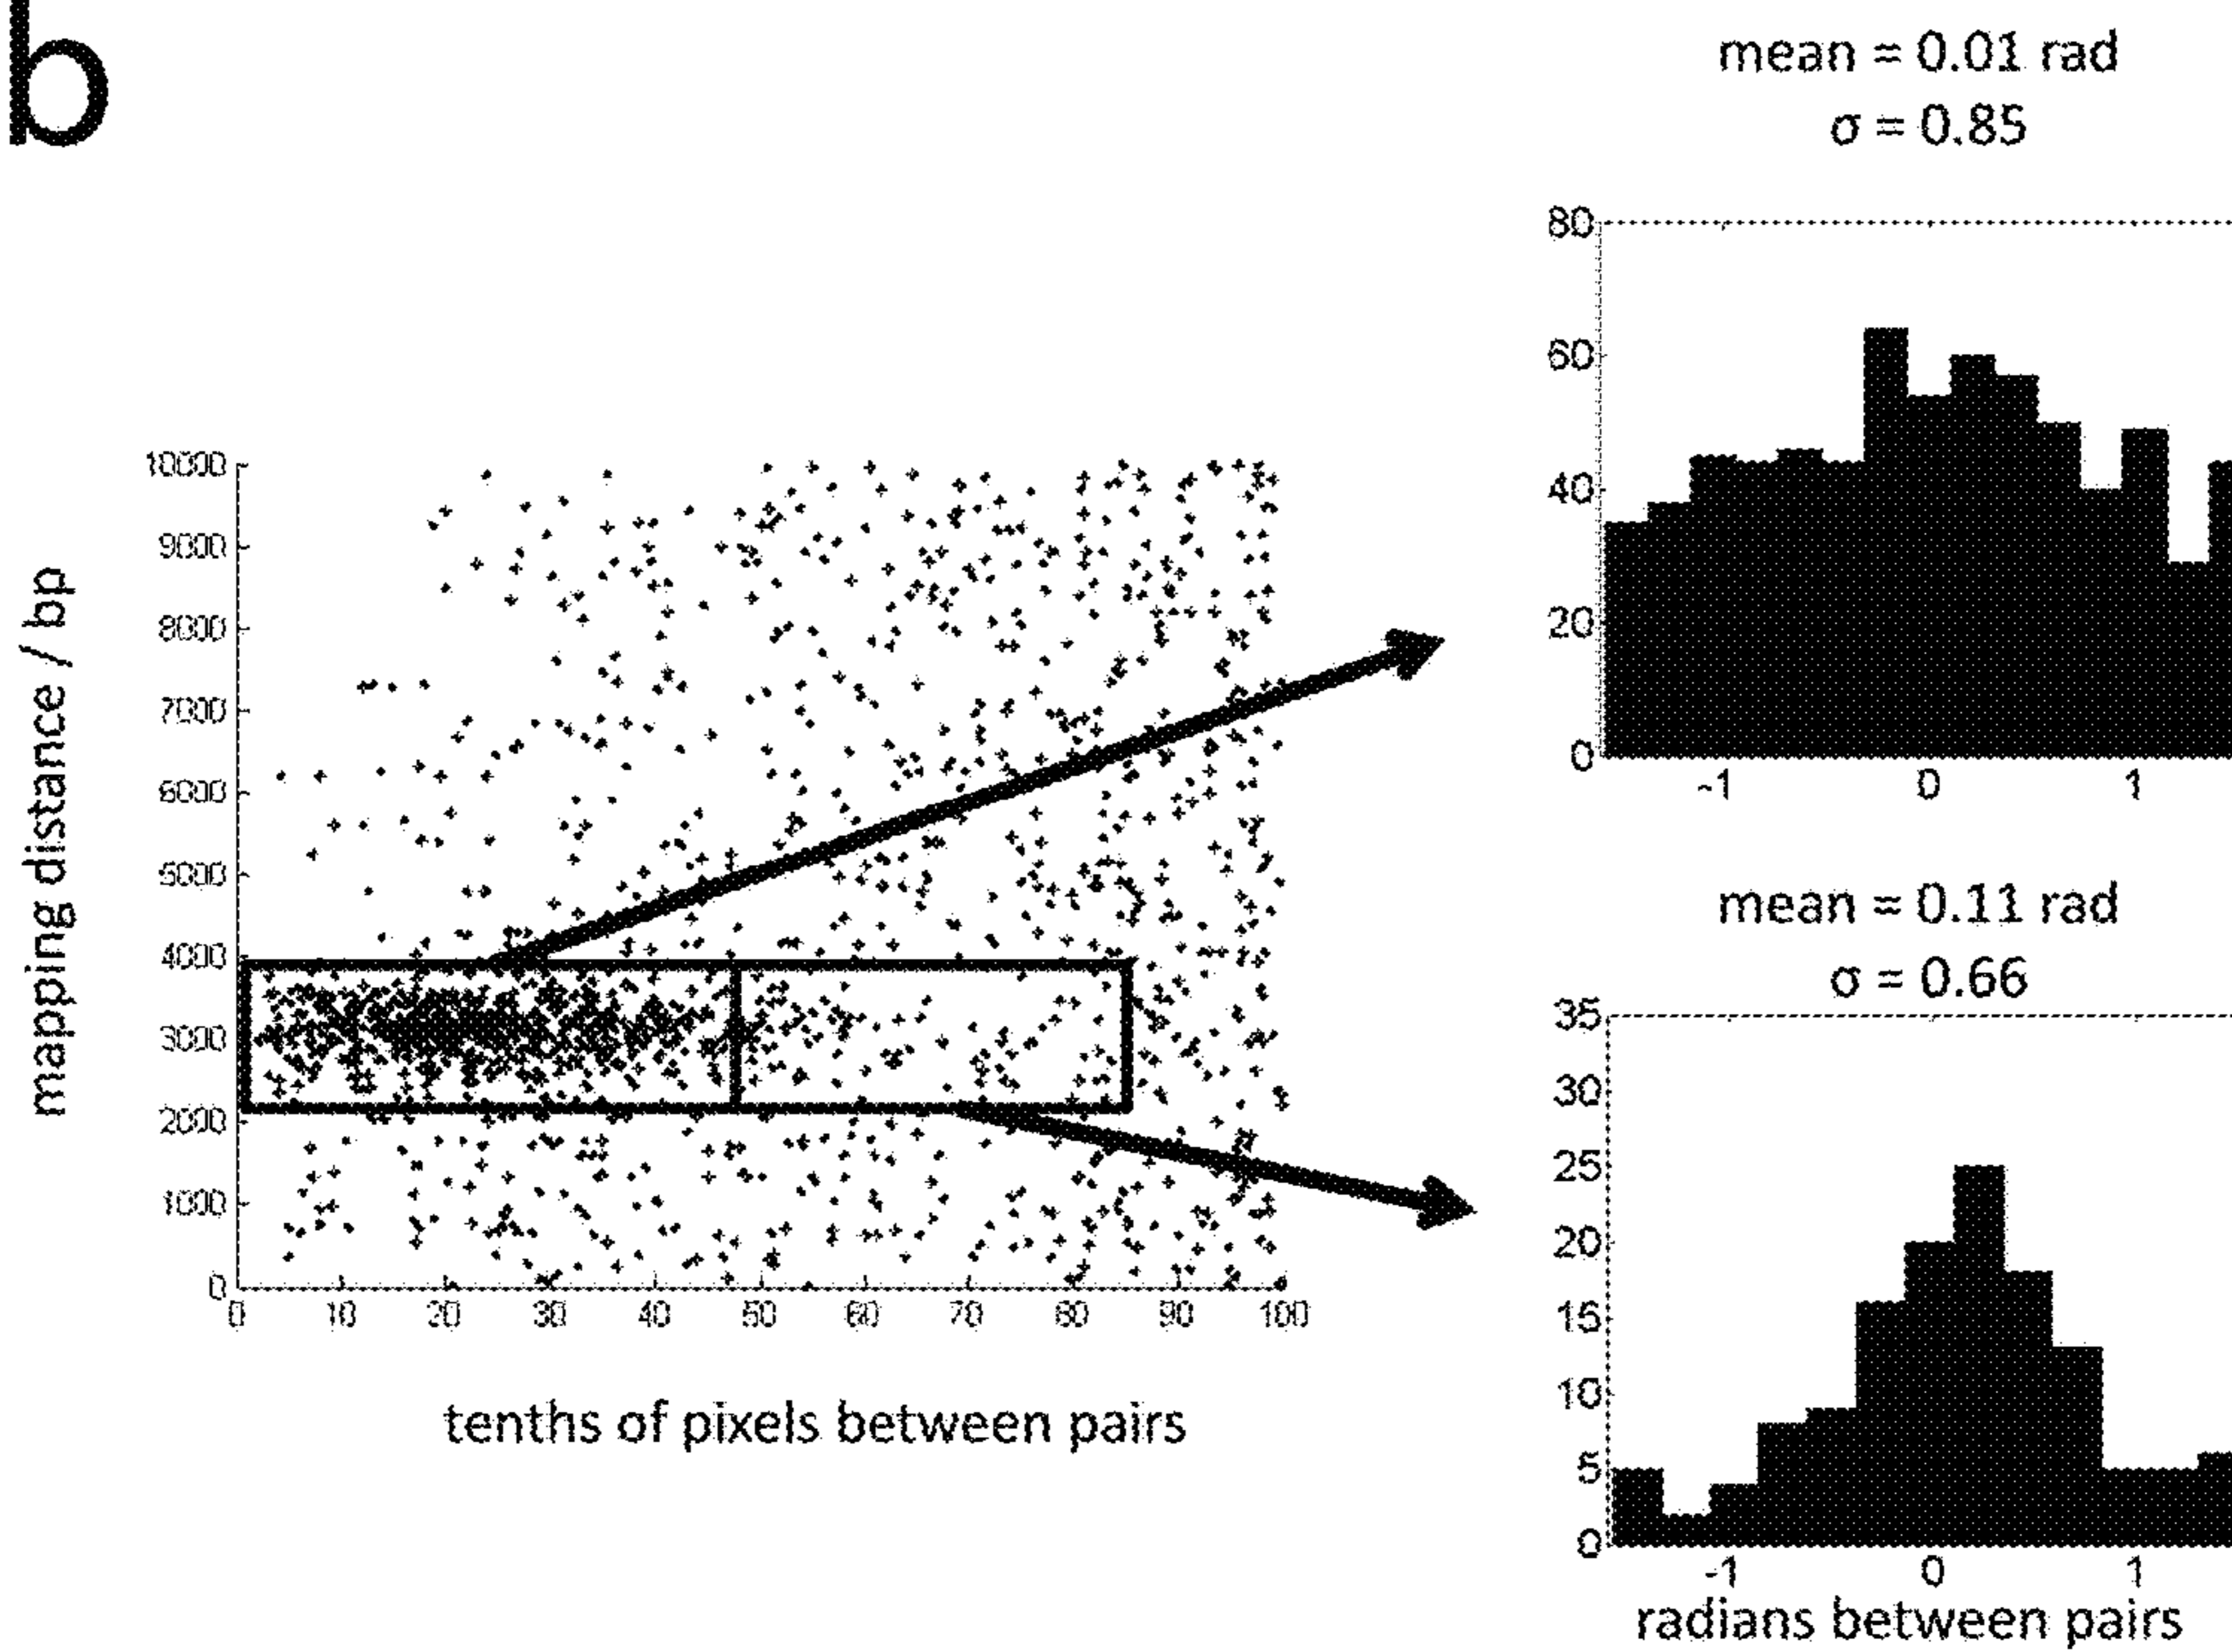 b
mean = 0.01 rad
σ = 0.85
80
60
40
20
0
-1 0 1
mapping distance / bp
10000
9000
8000
7000
6000
5000
4000
3000
2000
1000
0
0 10 20 30 40 50 60 70 80 90 100
tenths of pixels between pairs
mean = 0.11 rad
σ = 0.66
35
30
25
20
15
10
5
0
-1 0 1
radians between pairs